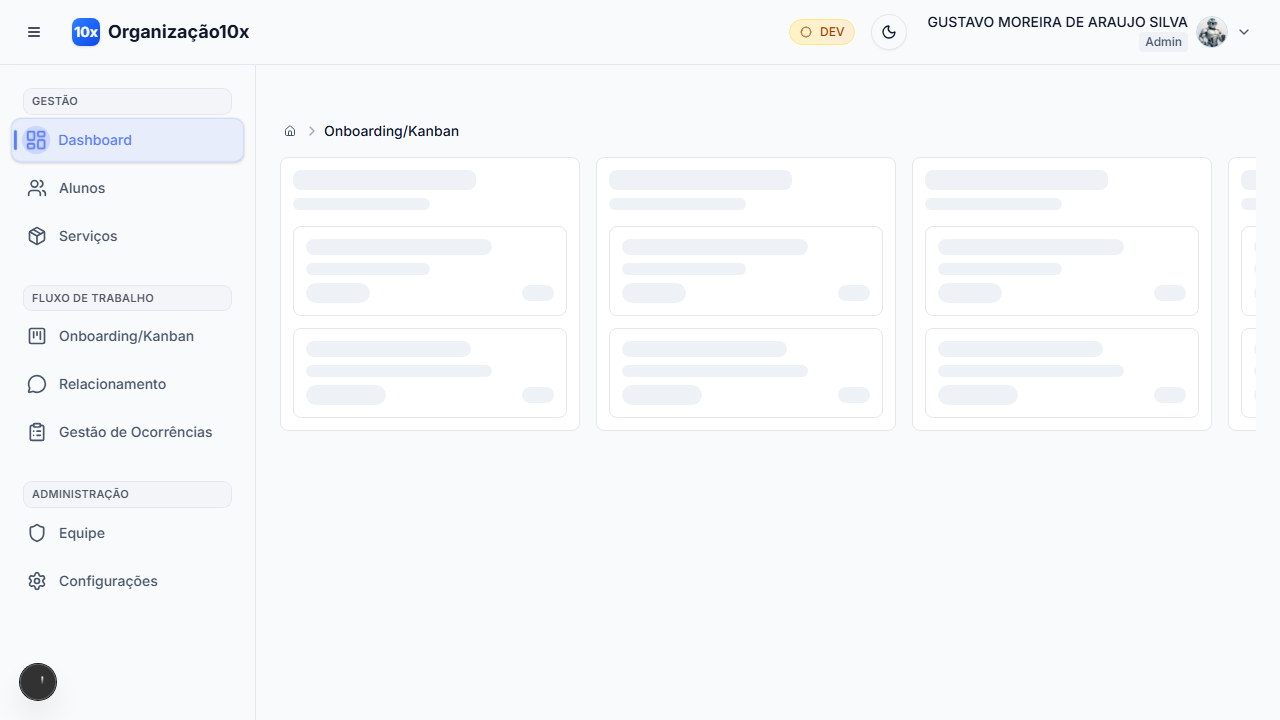 10x Organização10x
DEV
GUSTAVO MOREIRA DE ARAUJO SILVA
Admin
GESTÃO
Dashboard
Alunos
Serviços
FLUXO DE TRABALHO
Onboarding/Kanban
Relacionamento
Gestão de Ocorrências
ADMINISTRAÇÃO
Equipe
Configurações
Onboarding/Kanban